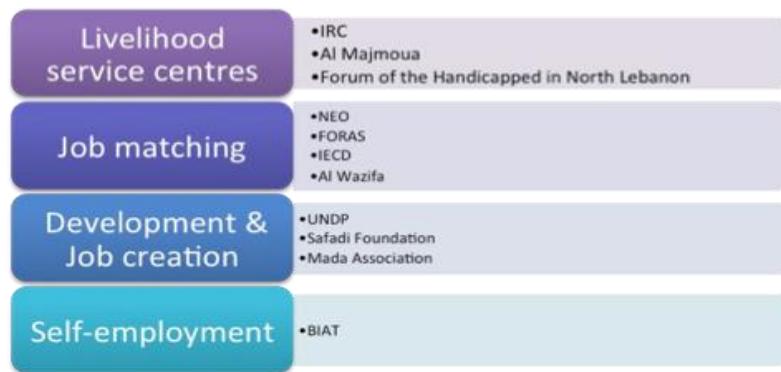 Livelihood
service centres
•IRC
•Al Majmoua
•Forum of the Handicapped in North Lebanon
Job matching
•NEO
•FORAS
•IECD
•Al Wazifa
Development &
Job creation
•UNDP
•Safadi Foundation
•Mada Association
Self-employment
•BIAT